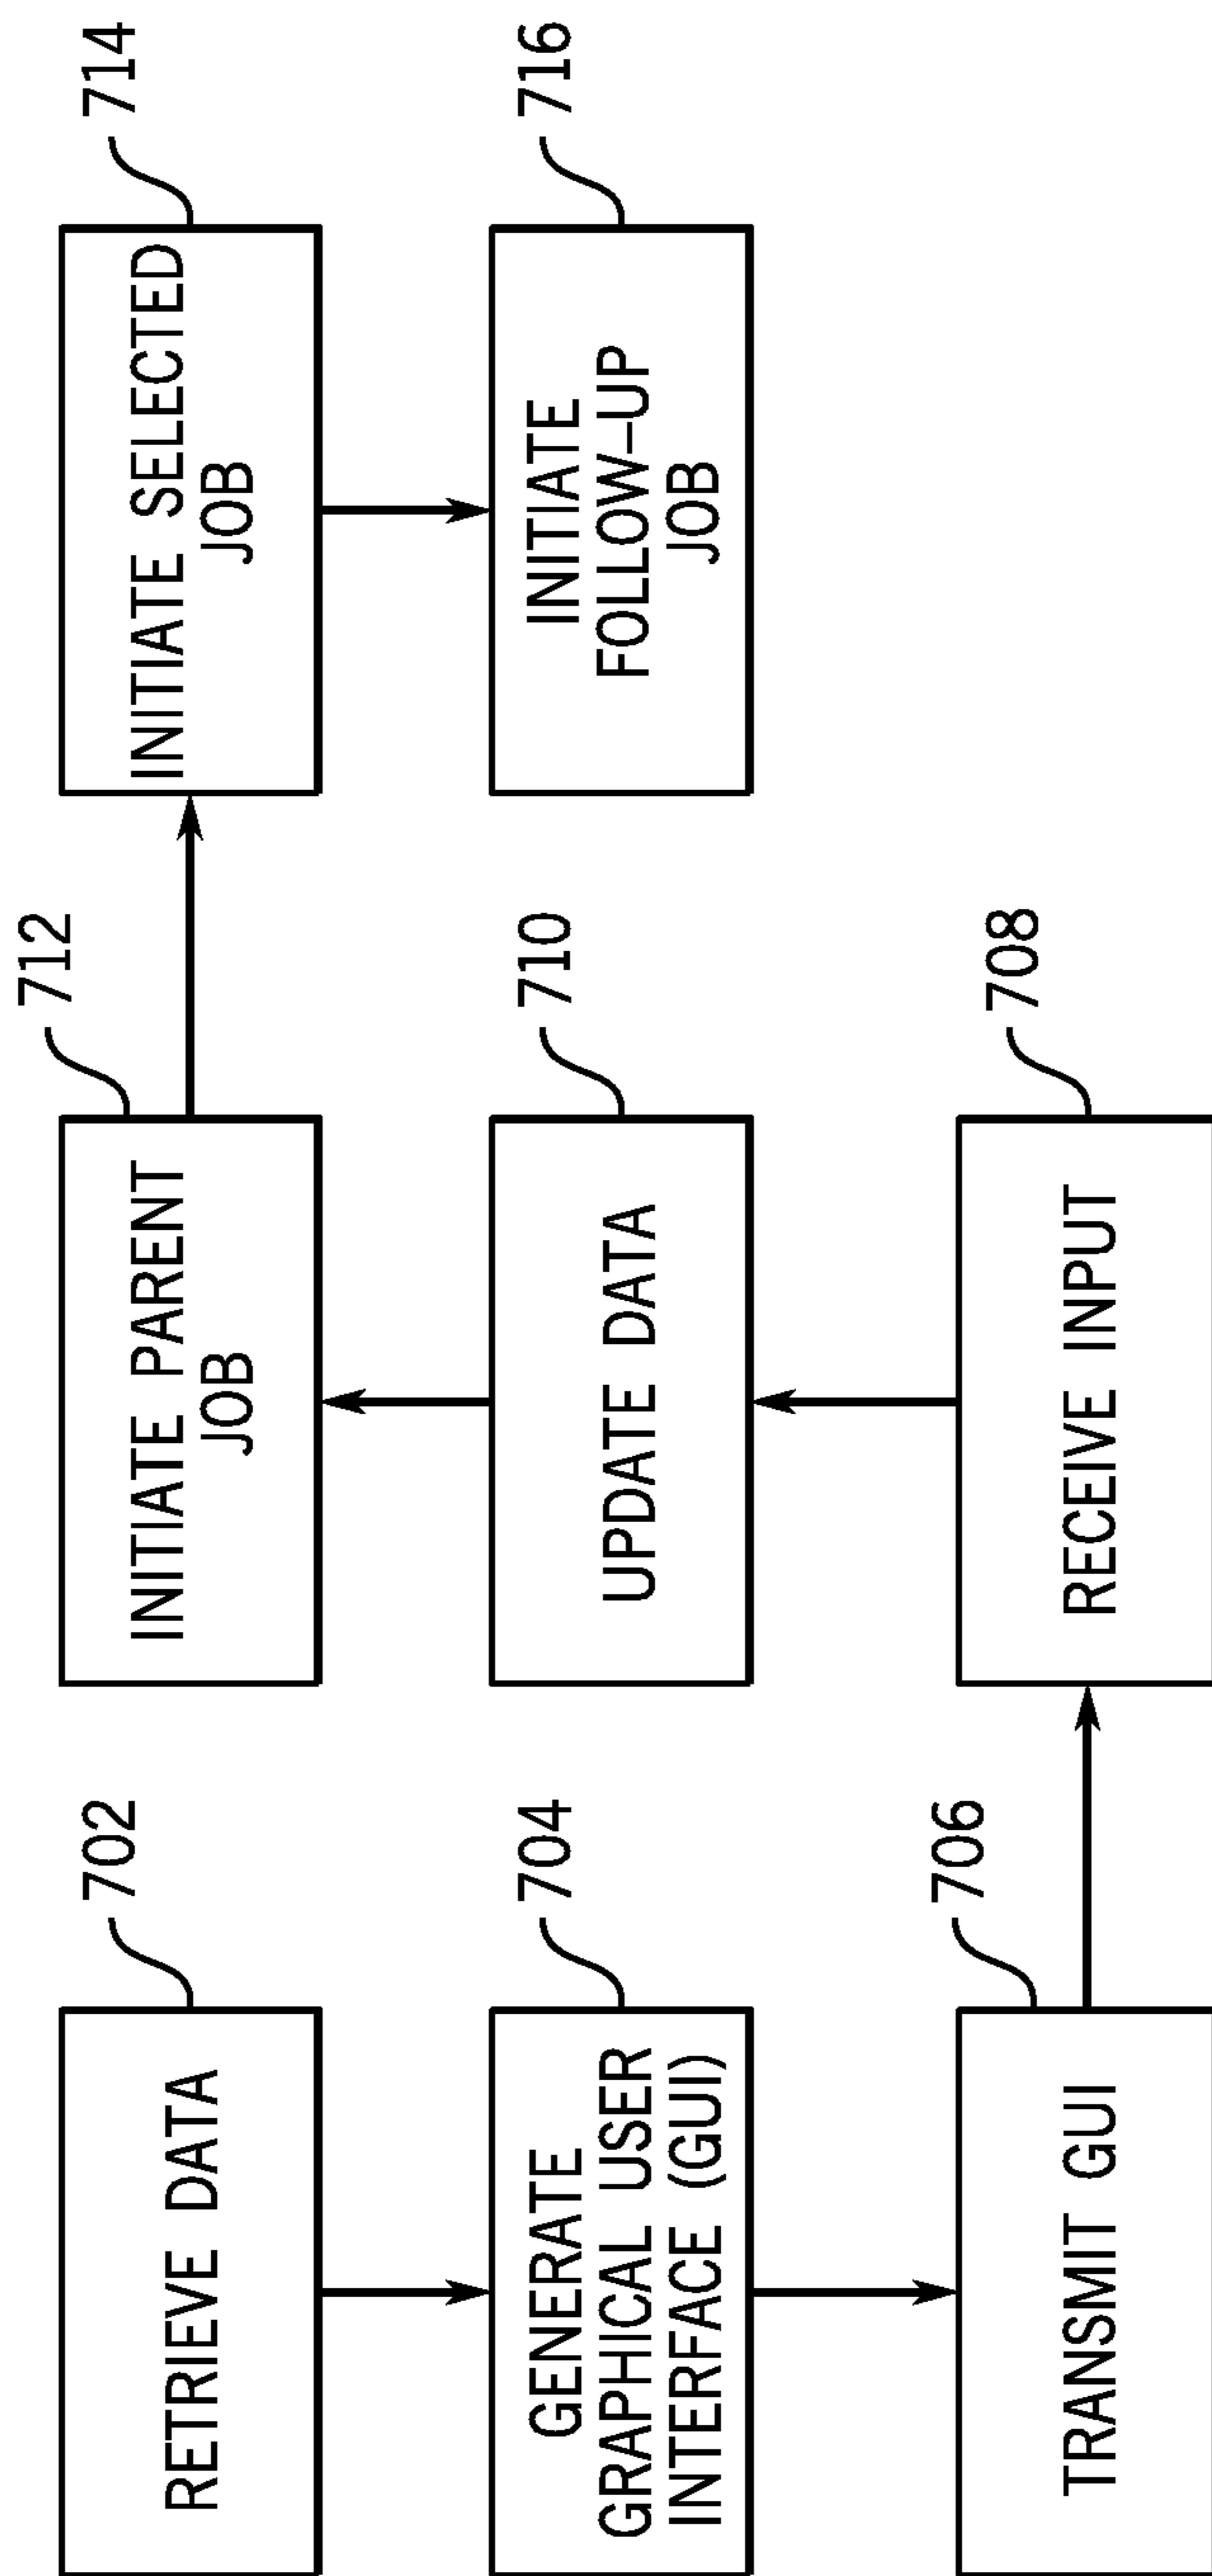 702
RETRIEVE DATA
704
GENERATE
GRAPHICAL USER
INTERFACE (GUI)
706
TRANSMIT GUI
708
RECEIVE INPUT
710
UPDATE DATA
712
INITIATE PARENT
JOB
714
INITIATE SELECTED
JOB
716
INITIATE
FOLLOW–UP
JOB